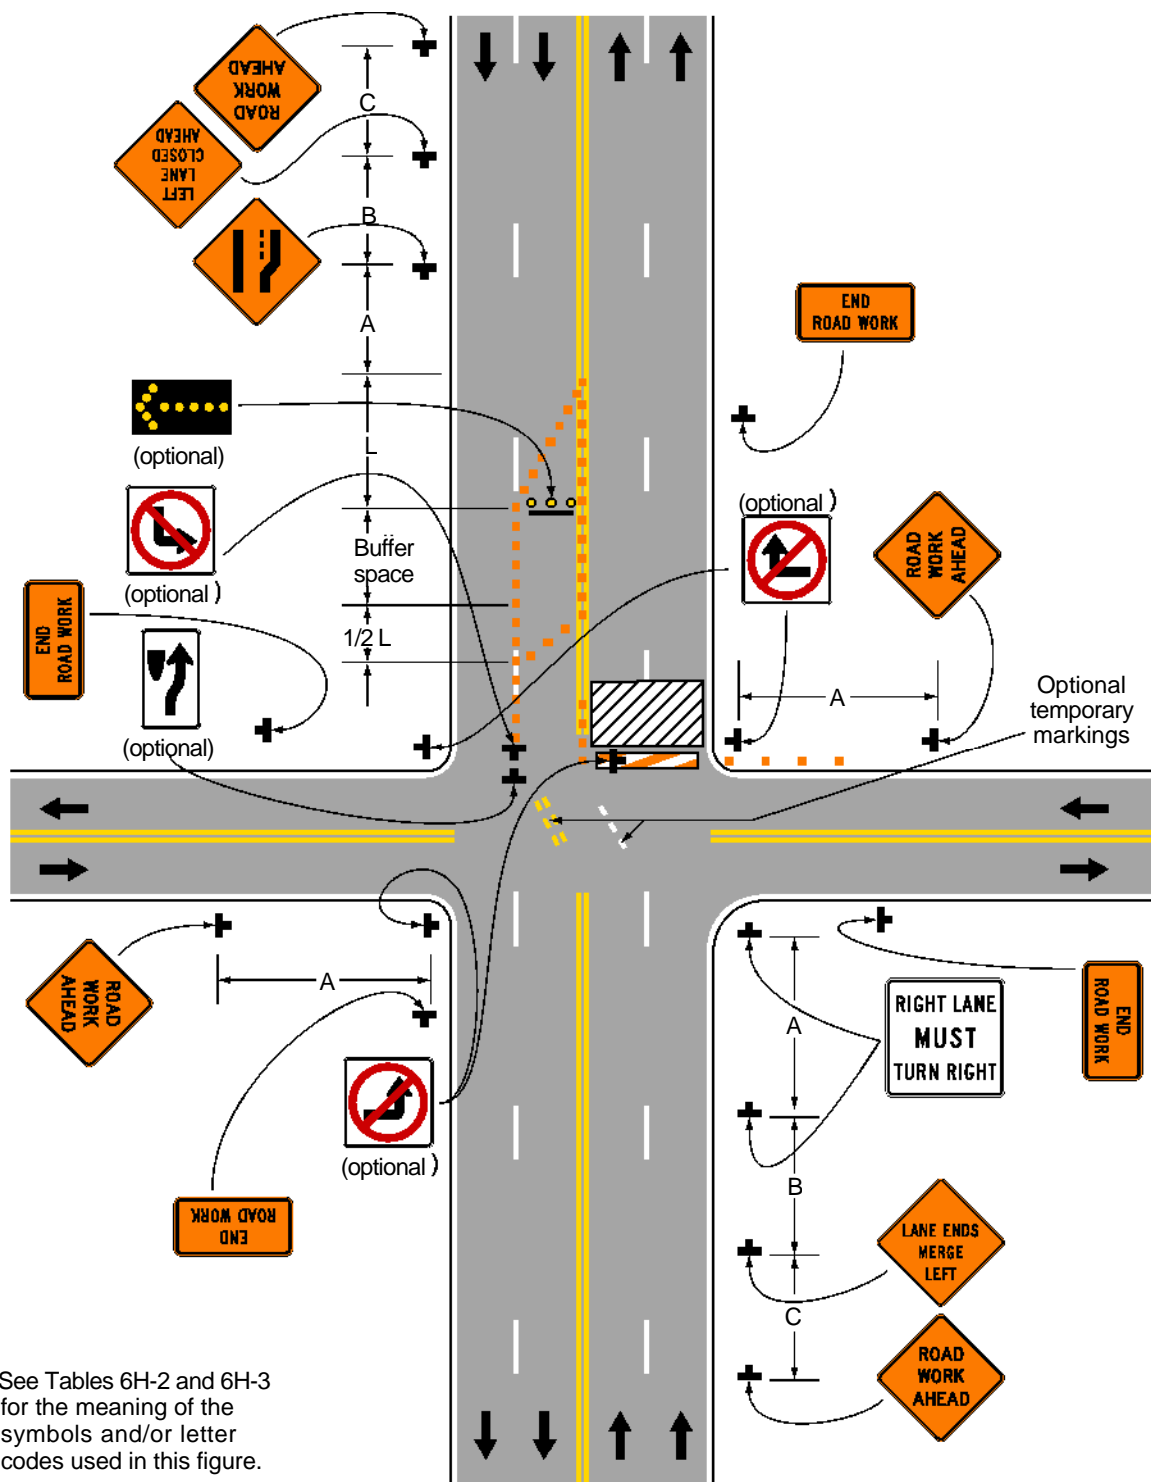 ROAD
WORK
AHEAD
LEFT
LANE
CLOSED
AHEAD
C
B
A
L
(optional)
Buffer
space
(optional)
1/2 L
END
ROAD WORK
(optional)
END
ROAD WORK
(optional)
ROAD
WORK
AHEAD
A
Optional
temporary
markings
ROAD
WORK
AHEAD
A
(optional)
END
ROAD WORK
A
RIGHT LANE
MUST
TURN RIGHT
END
ROAD WORK
B
LANE ENDS
MERGE
LEFT
C
ROAD
WORK
AHEAD
See Tables 6H-2 and 6H-3
for the meaning of the
symbols and/or letter
codes used in this figure.